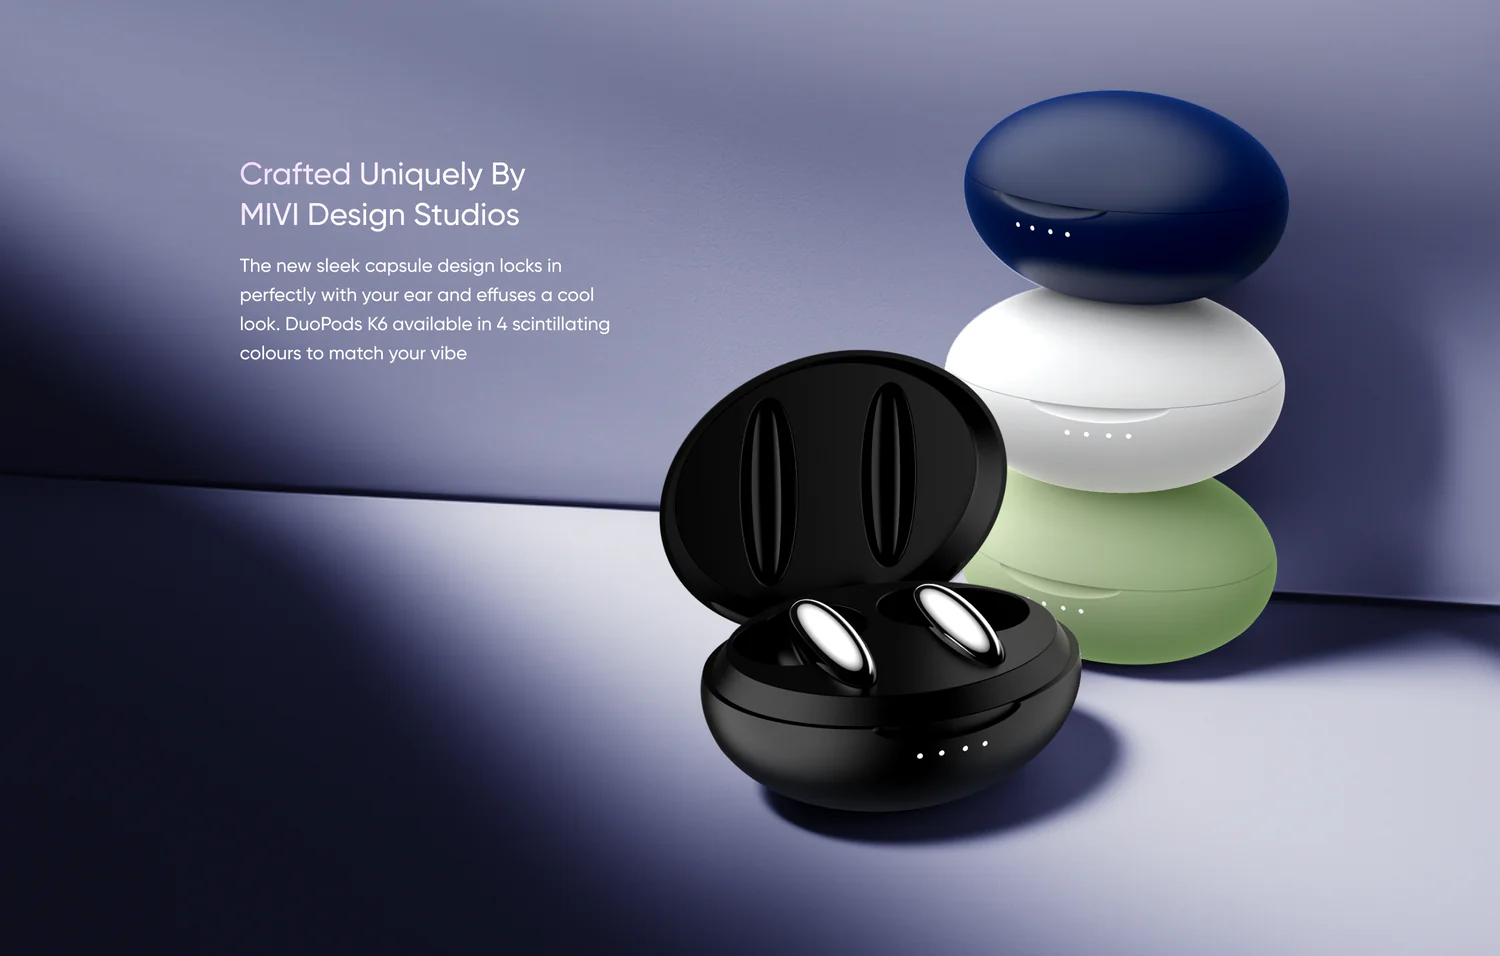 Crafted Uniquely By
MIVI Design Studios
The new sleek capsule design locks in
perfectly with your ear and effuses a cool
look. DuoPods K6 available in 4 scintillating
colours to match your vibe